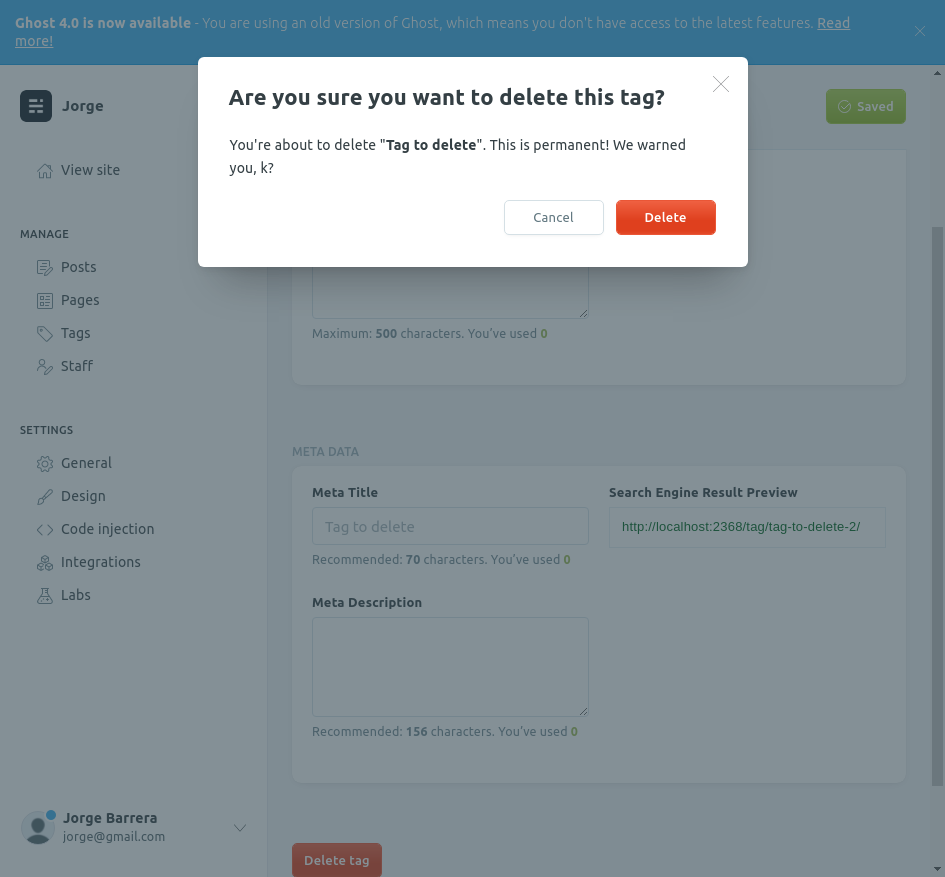 Ghost 4.0 is now available - You are using an old version of Ghost, which means you don't have access to the latest features. Read
more!
Jorge
Saved
Are you sure you want to delete this tag?
You're about to delete "Tag to delete". This is permanent! We warned
you, k?
Cancel
Delete
View site
MANAGE
Posts
Pages
Tags
Staff
Maximum: 500 characters. You've used 0
SETTINGS
General
Design
Code injection
Integrations
Labs
META DATA
Meta Title
Tag to delete
Recommended: 70 characters. You've used 0
Search Engine Result Preview
http://localhost:2368/tag/tag-to-delete-2/
Meta Description
Recommended: 156 characters. You've used 0
Jorge Barrera
jorge@gmail.com
Delete tag